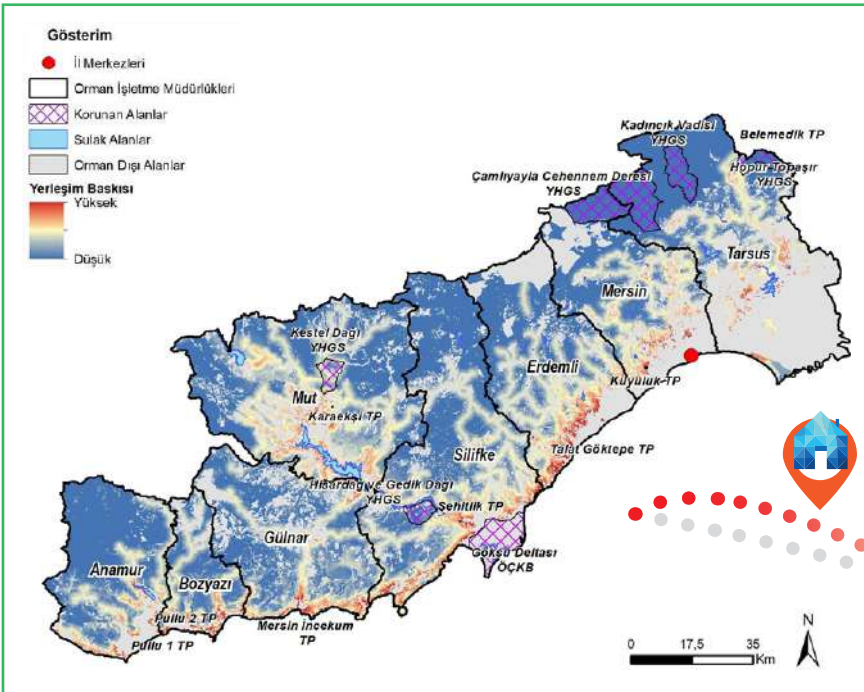 Gösterim
İl Merkezleri
Orman İşletme Müdürlükleri
Korunan Alanlar
Sulak Alanlar
Orman Dışı Alanlar
Yerleşim Baskısı
Yüksek
Düşük
Kadıncık Vadisi
YHGS
Belemedik TP
Hopur Topaşır
YHGS
Çamlıyayla Cehennem Deresi
YHGS
Tarsus
Mersin
Kestel Dağı
YHGS
Erdemli
Kuyuluk TP
Mut
Karaekşi TP
Talat Göktepe TP
Silifke
Hisardağ ve Gedik Dağı
YHGS
Şehitlik TP
Gülnar
Göksu Deltası
ÖÇKB
Anamur
Bozyazı
Pullu 2 TP
Mersin İncekum
TP
Pullu 1 TP
N
0 17,5 35
Km